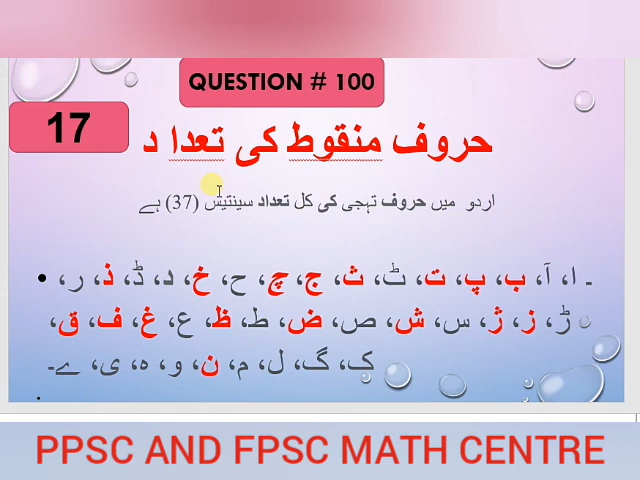 QUESTION # 100
17
حروف منقوط کی تعدا د
اردو میں حروف تہجی کی کل تعداد سینتیس (37) ہے
۔ ا، آ، ب، پ، ت، ٹ، ث، ج، چ، ح، خ، د، ڈ، ذ، ر،
ڑ، ز، ژ، س، ش، ص، ض، ط، ظ، ع، غ، ف، ق،
ک، گ، ل، م، ن، و، ہ، ی، ے۔
PPSC AND FPSC MATH CENTRE